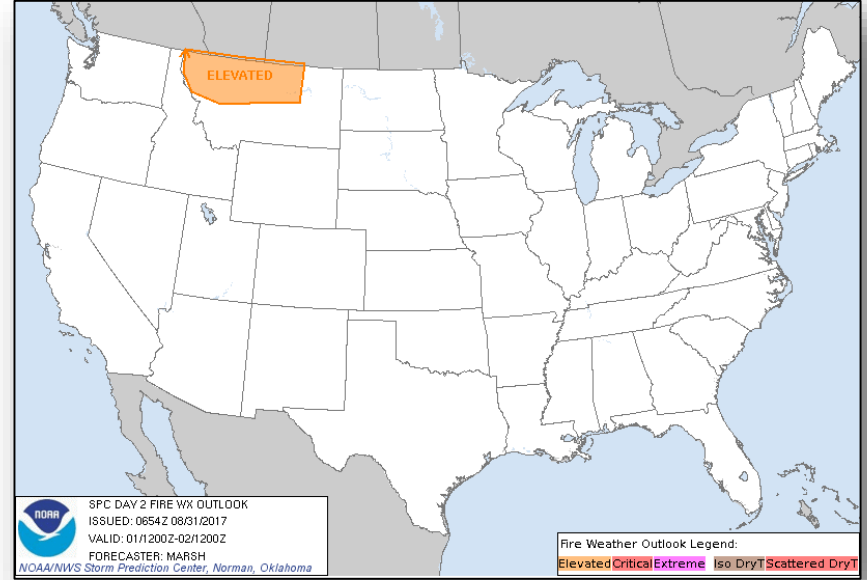 ELEVATED
NOAA
SPC DAY 2 FIRE WX OUTLOOK
ISSUED: 0654Z 08/31/2017
VALID: 01/1200Z-02/1200Z
FORECASTER: MARSH
NOAA/NWS Storm Prediction Center, Norman, Oklahoma
Fire Weather Outlook Legend:
Elevated Critical Extreme Iso DryT Scattered DryT